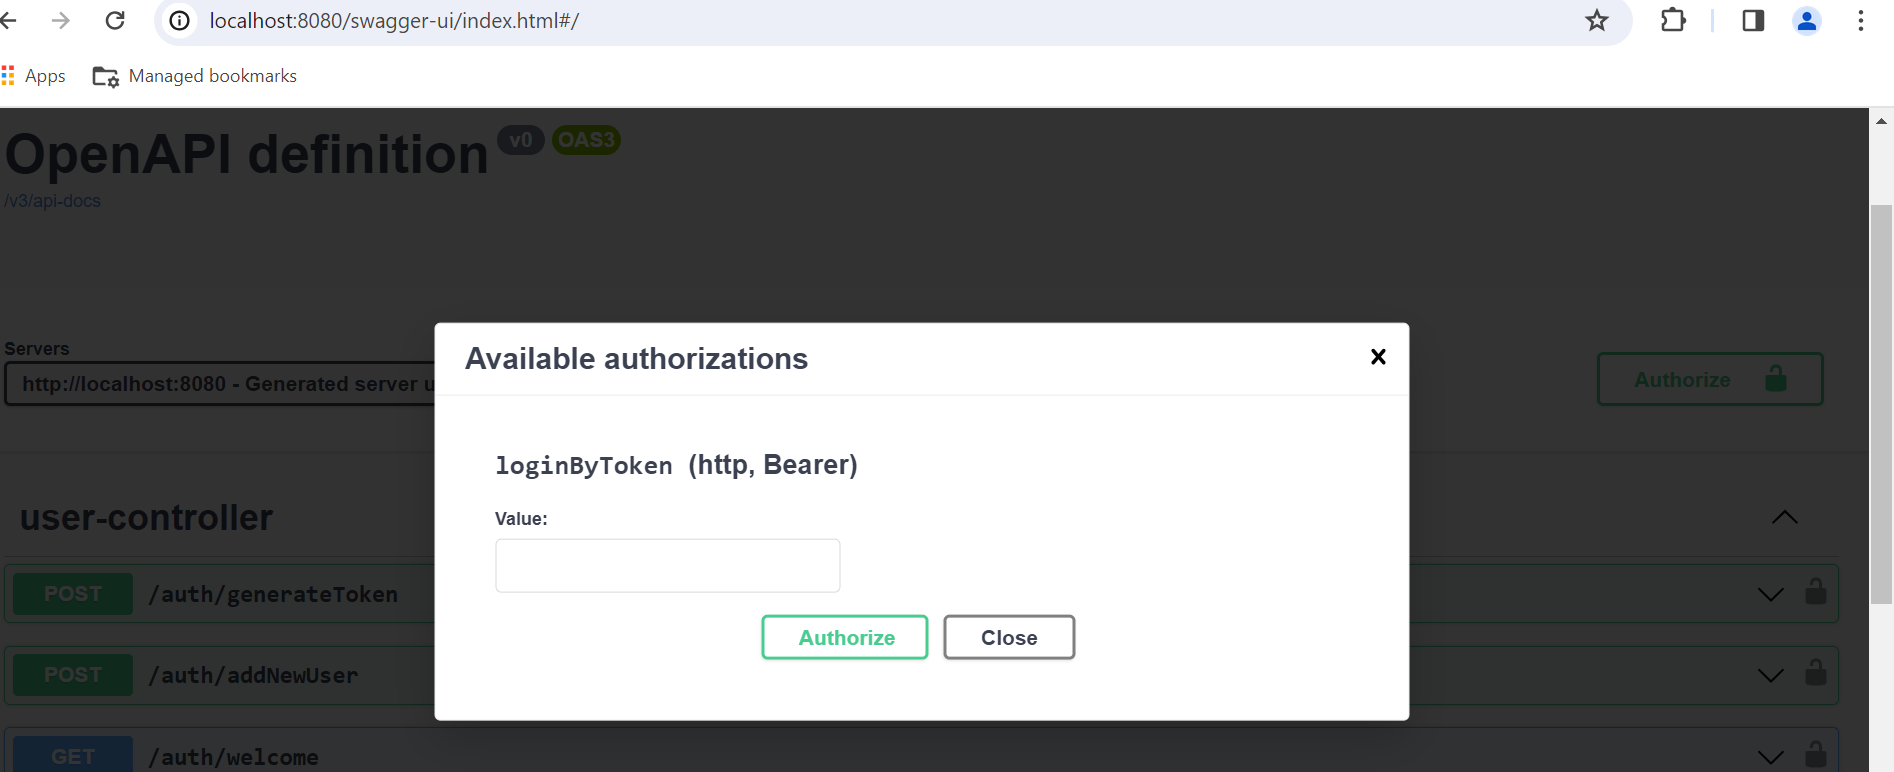 localhost:8080/swagger-ui/index.html#/
Apps
Managed bookmarks
OpenAPI definition
v0
OAS3
/v3/api-docs
Servers
http://localhost:8080 - Generated server u
Authorize
Available authorizations
loginByToken (http, Bearer)
Value:
Authorize
Close
user-controller
POST /auth/generateToken
POST /auth/addNewUser
GET /auth/welcome